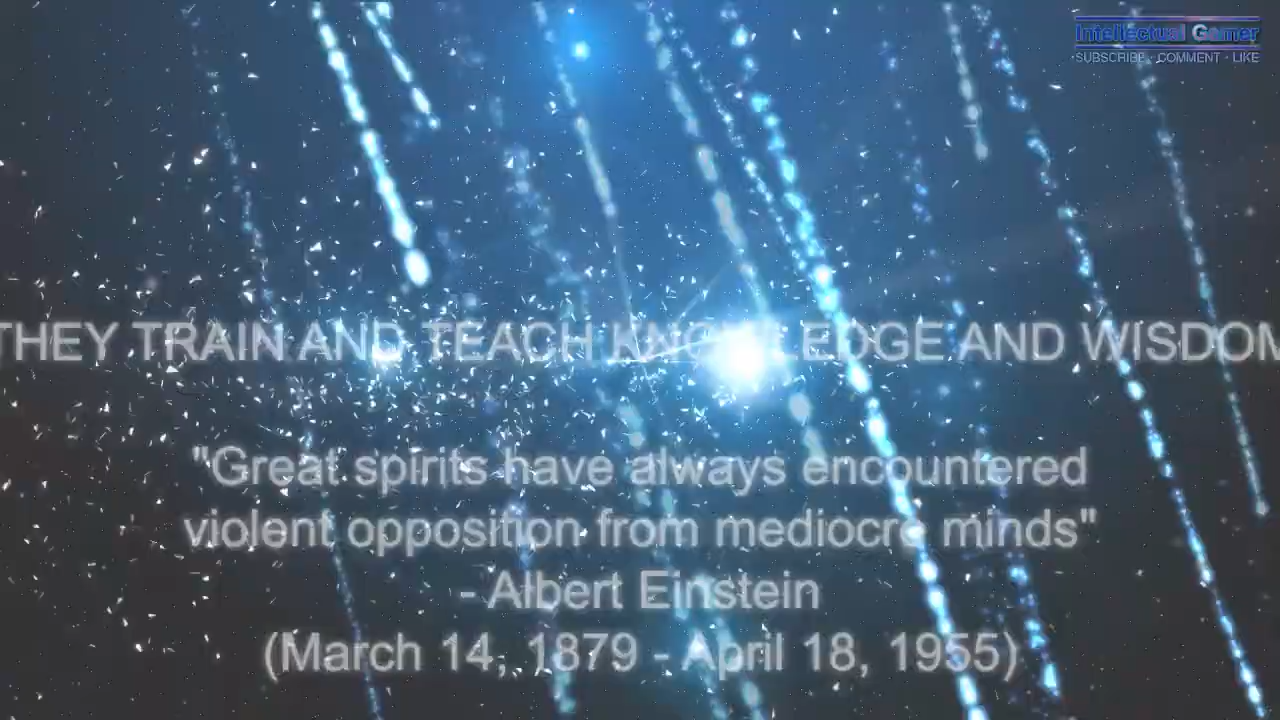 Intellectual Gamer
SUBSCRIBE · COMMENT · LIKE
THEY TRAIN AND TEACH KNOWLEDGE AND WISDOM
"Great spirits have always encountered
violent opposition from mediocre minds"
- Albert Einstein
(March 14, 1879 - April 18, 1955)